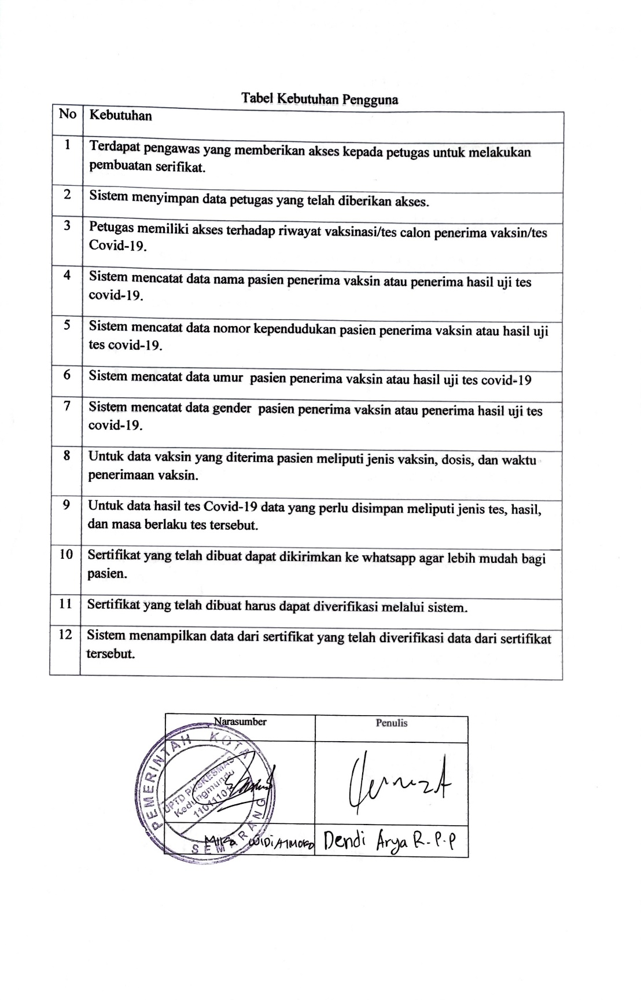 Tabel Kebutuhan Pengguna
No Kebutuhan
1 Terdapat pengawas yang memberikan akses kepada petugas untuk melakukan
pembuatan serifikat.
2 Sistem menyimpan data petugas yang telah diberikan akses.
3 Petugas memiliki akses terhadap riwayat vaksinasi/tes calon penerima vaksin/tes
Covid-19.
4 Sistem mencatat data nama pasien penerima vaksin atau penerima hasil uji tes
covid-19.
5 Sistem mencatat data nomor kependudukan pasien penerima vaksin atau hasil uji
tes covid-19.
6 Sistem mencatat data umur pasien penerima vaksin atau hasil uji tes covid-19
7 Sistem mencatat data gender pasien penerima vaksin atau penerima hasil uji tes
covid-19.
8 Untuk data vaksin yang diterima pasien meliputi jenis vaksin, dosis, dan waktu
penerimaan vaksin.
9 Untuk data hasil tes Covid-19 data yang perlu disimpan meliputi jenis tes, hasil,
dan masa berlaku tes tersebut.
10 Sertifikat yang telah dibuat dapat dikirimkan ke whatsapp agar lebih mudah bagi
pasien.
11 Sertifikat yang telah dibuat harus dapat diverifikasi melalui sistem.
12 Sistem menampilkan data dari sertifikat yang telah diverifikasi data dari sertifikat
tersebut.
Narasumber Penulis
PEMERINTAH KOTA
UPTD PUSKESMAS
Kedungmundu
SEMARANG
Dendi Arya R.P.P